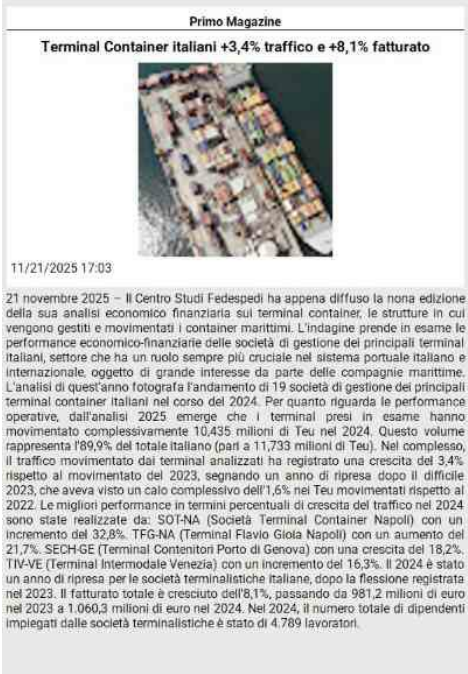 Primo Magazine
Terminal Container italiani +3,4% traffico e +8,1% fatturato
11/21/2025 17:03
21 novembre 2025 – Il Centro Studi Fedespedi ha appena diffuso la nona edizione
della sua analisi economico finanziaria sui terminal container, le strutture in cui
vengono gestiti e movimentati i container marittimi. L'indagine prende in esame le
performance economico-finanziarie delle società di gestione dei principali terminal
italiani, settore che ha un ruolo sempre più cruciale nel sistema portuale italiano e
internazionale, oggetto di grande interesse da parte delle compagnie marittime.
L'analisi di quest'anno fotografa l'andamento di 19 società di gestione dei principali
terminal container italiani nel corso del 2024. Per quanto riguarda le performance
operative, dall'analisi 2025 emerge che i terminal presi in esame hanno
movimentato complessivamente 10,435 milioni di Teu nel 2024. Questo volume
rappresenta l'89,9% del totale italiano (pari a 11,733 milioni di Teu). Nel complesso,
il traffico movimentato dai terminal analizzati ha registrato una crescita del 3,4%
rispetto al movimentato del 2023, segnando un anno di ripresa dopo il difficile
2023, che aveva visto un calo complessivo dell'1,6% nei Teu movimentati rispetto al
2022. Le migliori performance in termini percentuali di crescita del traffico nel 2024
sono state realizzate da: SOT-NA (Società Terminal Container Napoli) con un
incremento del 32,8%. TFG-NA (Terminal Flavio Gioia Napoli) con un aumento del
21,7%. SECH-GE (Terminal Contenitori Porto di Genova) con una crescita del 18,2%.
TIV-VE (Terminal Intermodale Venezia) con un incremento del 16,3%. Il 2024 è stato
un anno di ripresa per le società terminalistiche italiane, dopo la flessione registrata
nel 2023. Il fatturato totale è cresciuto dell'8,1%, passando da 981,2 milioni di euro
nel 2023 a 1.060,3 milioni di euro nel 2024. Nel 2024, il numero totale di dipendenti
impiegati dalle società terminalistiche è stato di 4.789 lavoratori.